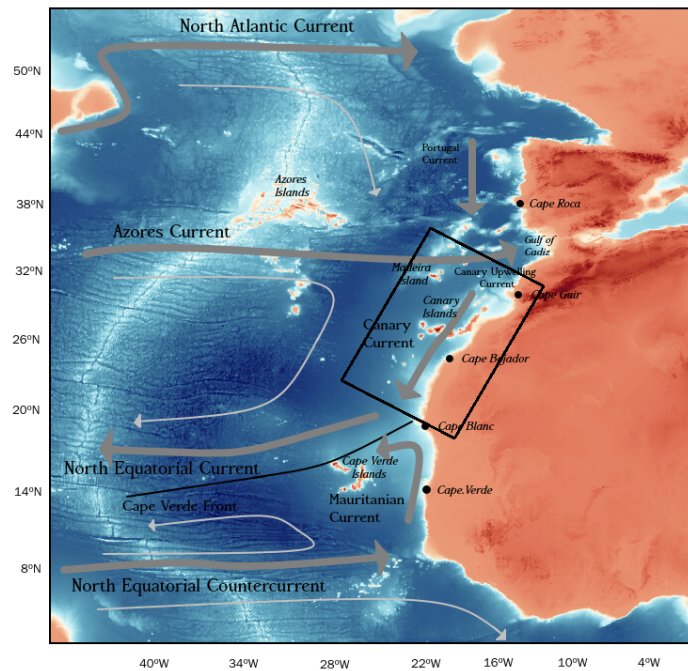 North Atlantic Current
50ºN
44ºN
Portugal
Current
Azores
Islands
38ºN
Cape Roca
Azores Current
Gulf of
Cadiz
32ºN
Madeira
island
Canary Upwelling
Current
Cape Guir
Canary
Islands
26ºN
Canary
Current
Cape Bojador
20ºN
Cape Blanc
North Equatorial Current
Cape Verde
Islands
14ºN
Cape Verde Front
Mauritanian
Current
Cape.Verde
8ºN
North Equatorial Countercurrent
40ºW
34ºW
28ºW
22ºW
16ºW
10ºW
4ºW